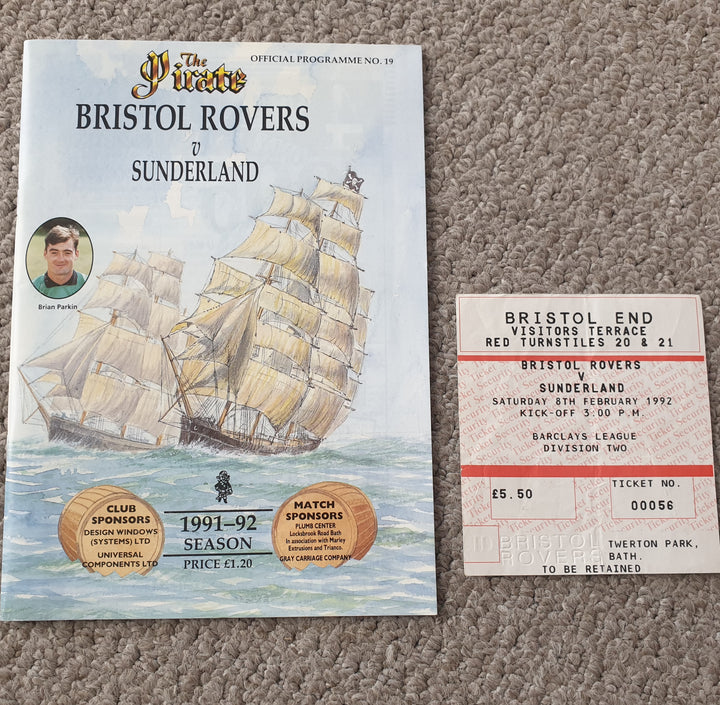 The Pirate
OFFICIAL PROGRAMME NO. 19
BRISTOL ROVERS
v
SUNDERLAND
Brian Parkin
CLUB
SPONSORS
DESIGN WINDOWS
(SYSTEMS) LTD
UNIVERSAL
COMPONENTS LTD
1991–92
SEASON
PRICE £1.20
MATCH
SPONSORS
PLUMB CENTER
Locksbrook Road Bath
In association with Marley
Extrusions and Trianco.
GRAY CARRIAGE COMPANY
BRISTOL END
VISITORS TERRACE
RED TURNSTILES 20 & 21
BRISTOL ROVERS
V
SUNDERLAND
SATURDAY 8TH FEBRUARY 1992
KICK-OFF 3:00 P.M.
BARCLAYS LEAGUE
DIVISION TWO
£5.50
TICKET NO.
00056
BRISTOL
ROVERS
TWERTON PARK,
BATH.
TO BE RETAINED